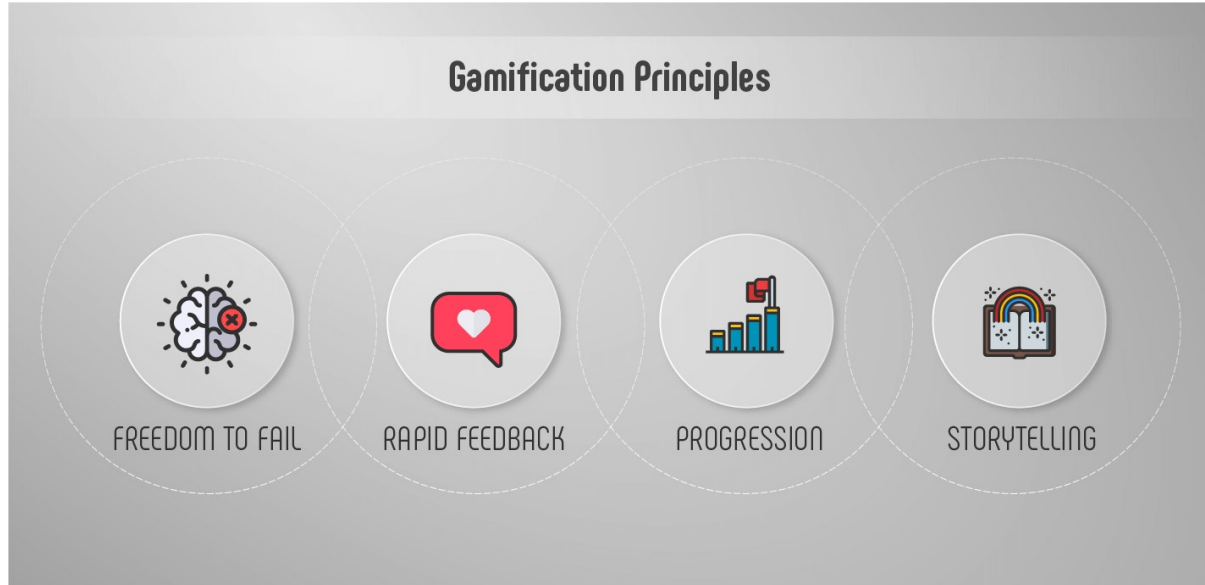 Gamification Principles
FREEDOM TO FAIL
RAPID FEEDBACK
PROGRESSION
STORYTELLING